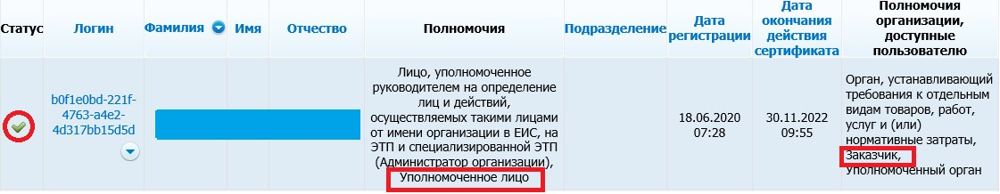 Статус
Логин
Фамилия
Имя
Отчество
Полномочия
Подразделение
Дата
регистрации
Дата
окончания
действия
сертификата
Полномочия
организации,
доступные
пользователю
b0f1e0bd-221f-
4763-a4e2-
4d317bb15d5d
Лицо, уполномоченное
руководителем на определение
лиц и действий,
осуществляемых такими лицами
от имени организации в ЕИС, на
ЭТП и специализированной ЭТП
(Администратор организации),
Уполномоченное лицо
18.06.2020
07:28
30.11.2022
09:55
Орган, устанавливающий
требования к отдельным
видам товаров, работ,
услуг и (или)
нормативные затраты,
Заказчик,
Уполномоченный орган